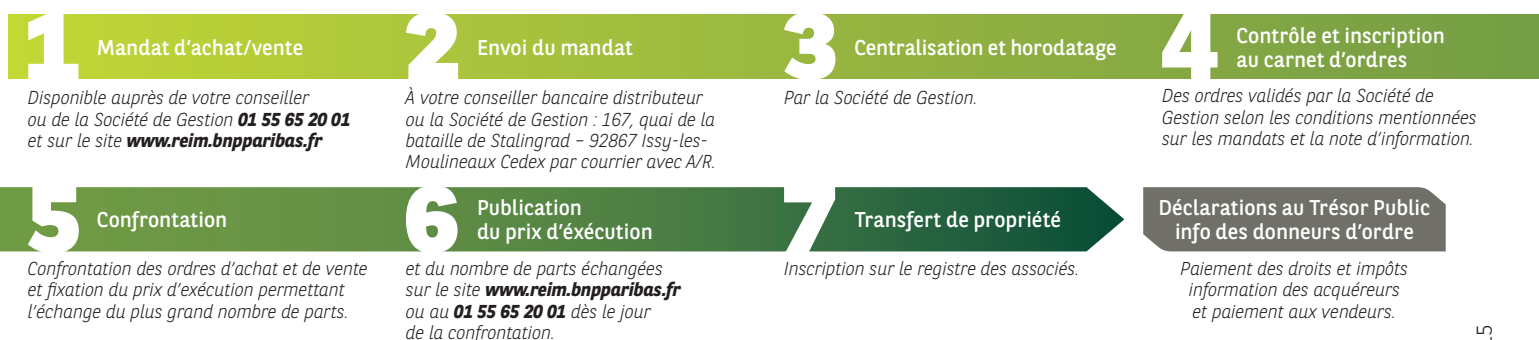 1 Mandat d'achat/vente
Disponible auprès de votre conseiller
ou de la Société de Gestion 01 55 65 20 01
et sur le site www.reim.bnpparibas.fr
2 Envoi du mandat
À votre conseiller bancaire distributeur
ou la Société de Gestion : 167, quai de la
bataille de Stalingrad – 92867 Issy-les-
Moulineaux Cedex par courrier avec A/R.
3 Centralisation et horodatage
Par la Société de Gestion.
4 Contrôle et inscription
au carnet d'ordres
Des ordres validés par la Société de
Gestion selon les conditions mentionnées
sur les mandats et la note d'information.
5 Confrontation
Confrontation des ordres d'achat et de vente
et fixation du prix d'exécution permettant
l'échange du plus grand nombre de parts.
6 Publication
du prix d'éxécution
et du nombre de parts échangées
sur le site www.reim.bnpparibas.fr
ou au 01 55 65 20 01 dès le jour
de la confrontation.
7 Transfert de propriété
Inscription sur le registre des associés.
Déclarations au Trésor Public
info des donneurs d'ordre
Paiement des droits et impôts
information des acquéreurs
et paiement aux vendeurs.
5